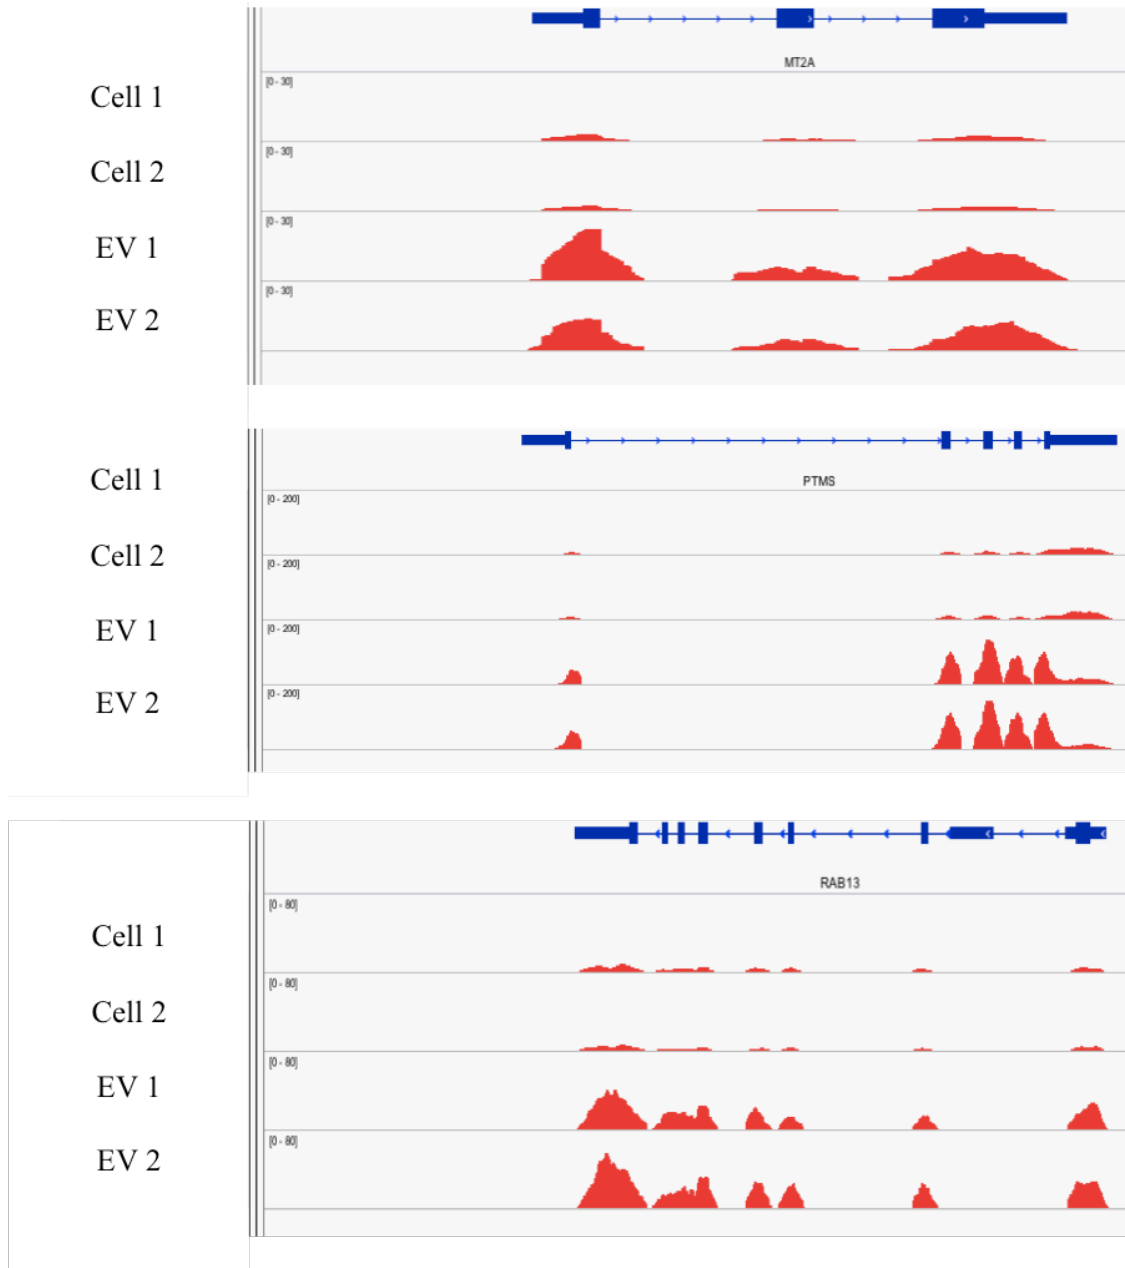 MT2A
[0 - 30]
Cell 1
[0 - 30]
Cell 2
[0 - 30]
EV 1
[0 - 30]
EV 2
PTMS
Cell 1
[0 - 200]
Cell 2
[0 - 200]
EV 1
[0 - 200]
EV 2
[0 - 200]
RAB13
[0 - 80]
Cell 1
[0 - 80]
Cell 2
[0 - 80]
EV 1
[0 - 80]
EV 2